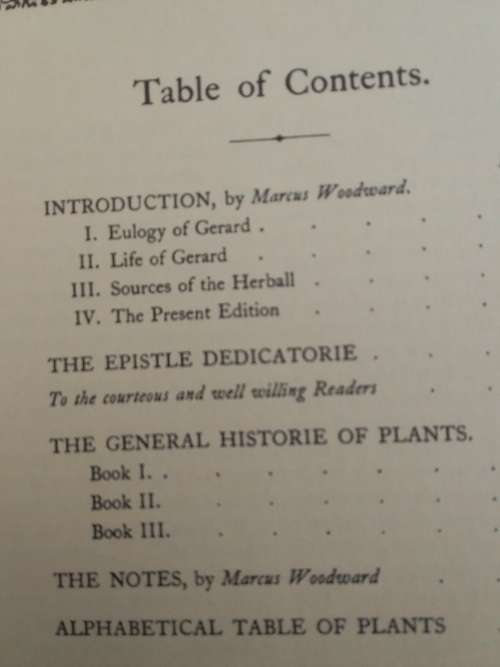 Table of Contents.
INTRODUCTION, by Marcus Woodward.
I. Eulogy of Gerard . . . . .
II. Life of Gerard . . . . .
III. Sources of the Herball . . . .
IV. The Present Edition . . . .
THE EPISTLE DEDICATORIE . . .
To the courteous and well willing Readers . .
THE GENERAL HISTORIE OF PLANTS.
Book I. . . . . . . .
Book II. . . . . . .
Book III. . . . . . .
THE NOTES, by Marcus Woodward . .
ALPHABETICAL TABLE OF PLANTS .